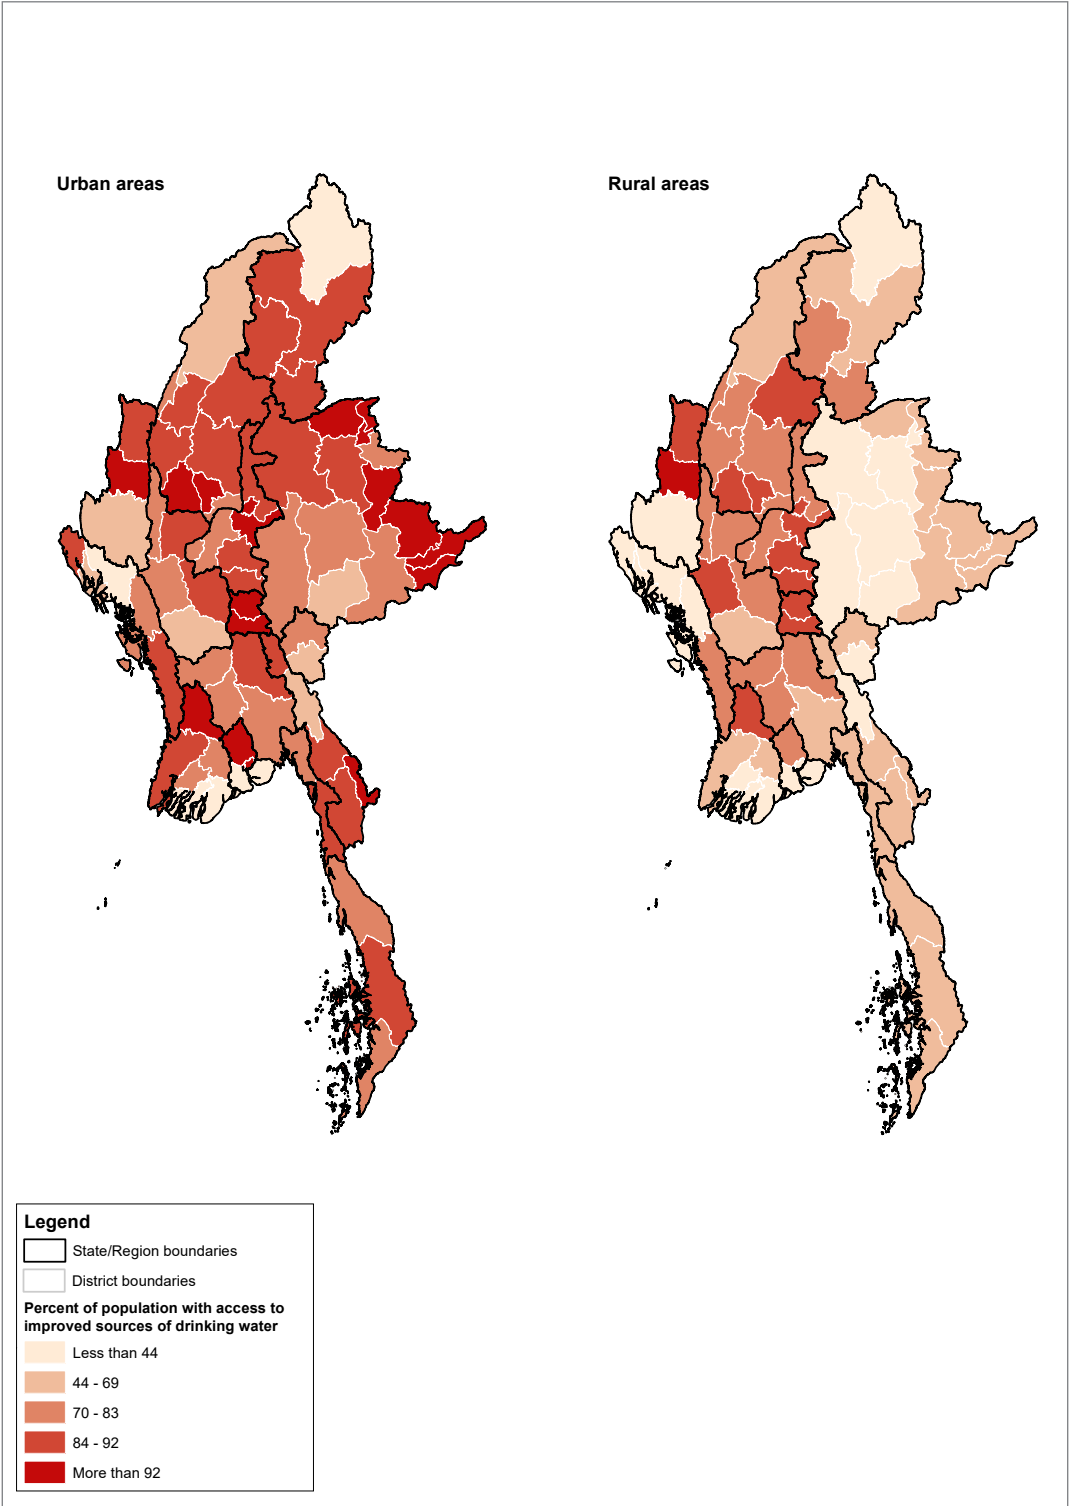 Urban areas
Rural areas
Legend
State/Region boundaries
District boundaries
Percent of population with access to
improved sources of drinking water
Less than 44
44 - 69
70 - 83
84 - 92
More than 92